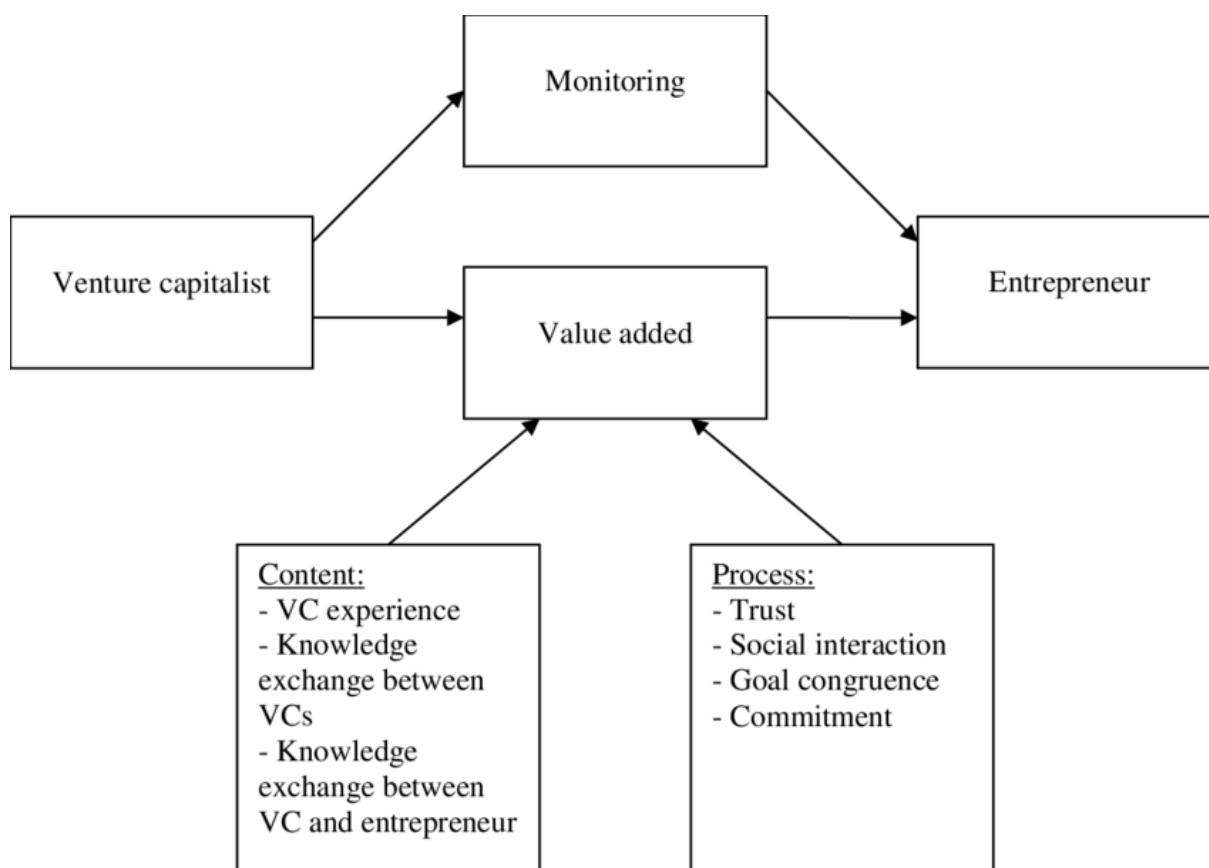 Monitoring
Venture capitalist
Entrepreneur
Value added
Content:
- VC experience
- Knowledge
exchange between
VCs
- Knowledge
exchange between
VC and entrepreneur
Process:
- Trust
- Social interaction
- Goal congruence
- Commitment